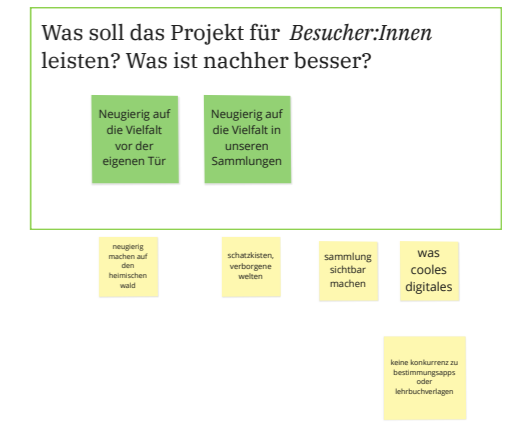 Was soll das Projekt für Besucher:Innen
leisten? Was ist nachher besser?
Neugierig auf
die Vielfalt
vor der
eigenen Tür
Neugierig auf
die Vielfalt in
unseren
Sammlungen
neugierig
machen auf
den
heimischen
wald
schatzkisten,
verborgene
welten
sammlung
sichtbar
machen
was
cooles
digitales
keine konkurrenz zu
bestimmungsapps
oder
lehrbuchverlagen